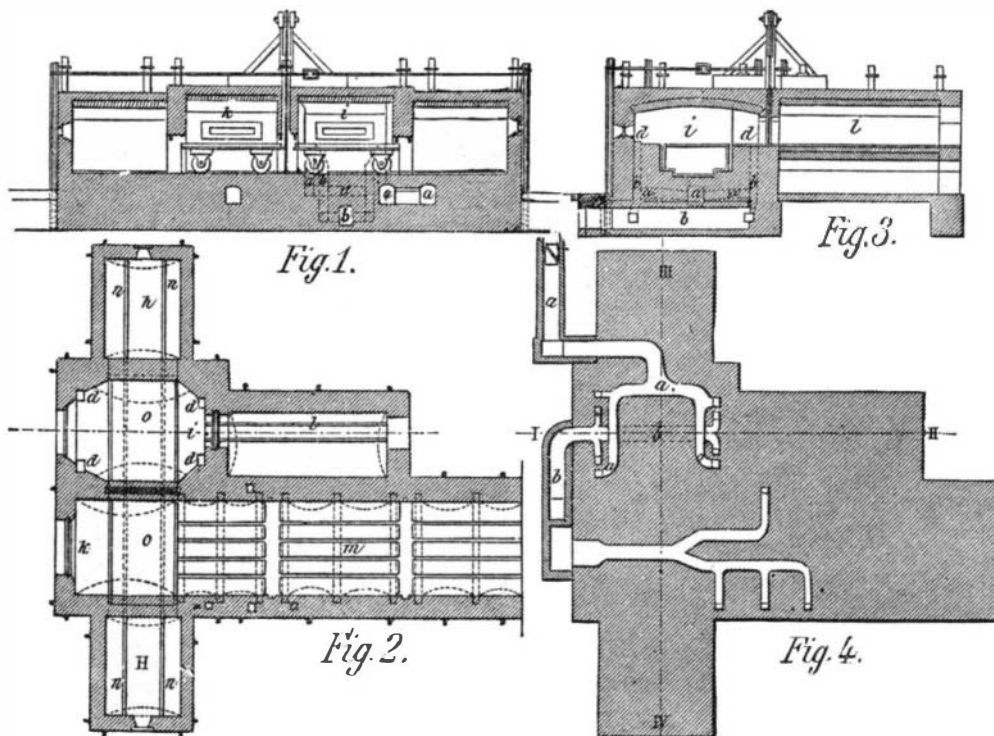 k i
b a a
Fig. 1.
d i d l
a a
b
Fig. 3.
n h n
d d
o i l
d d
k o m
H
n n
Fig. 2.
III
a
a
I b II
b a
Fig. 4.
IV